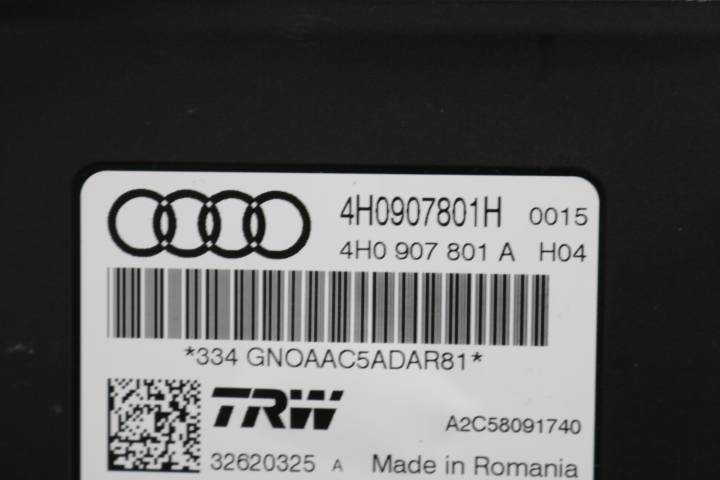 4H0907801H 0015
4H0 907 801 A H04
*334 GNOAAC5ADAR81*
TRW A2C58091740
32620325 A Made in Romania